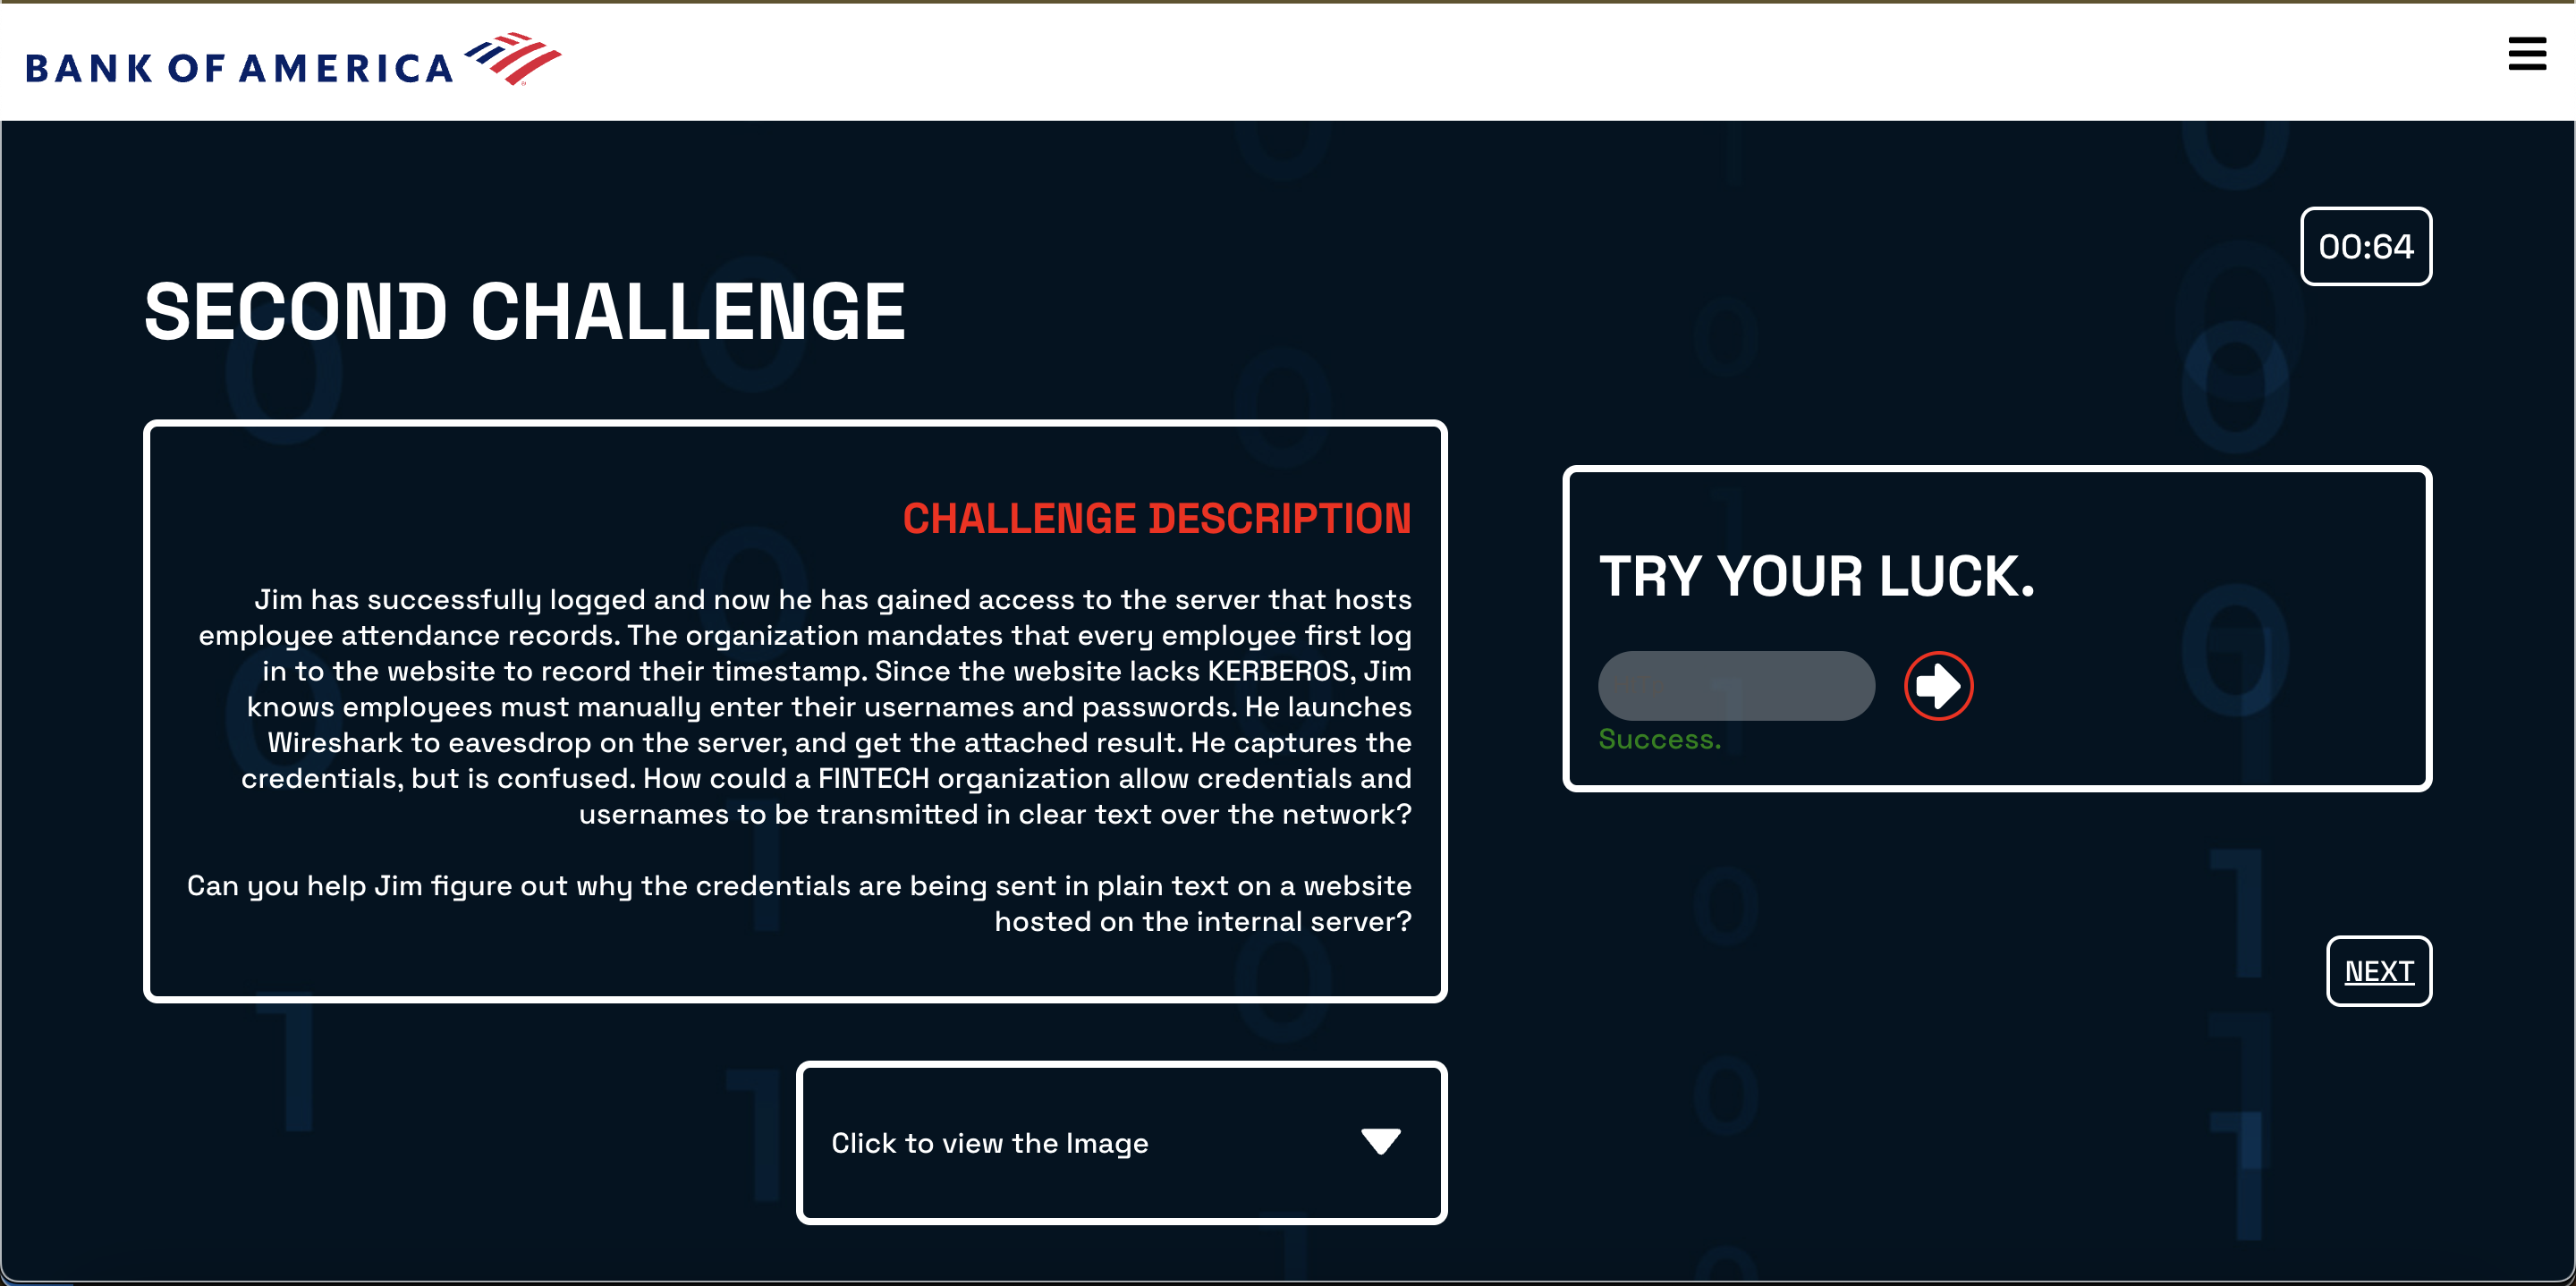 BANK OF AMERICA
00:64
SECOND CHALLENGE
CHALLENGE DESCRIPTION
Jim has successfully logged and now he has gained access to the server that hosts
employee attendance records. The organization mandates that every employee first log
in to the website to record their timestamp. Since the website lacks KERBEROS, Jim
knows employees must manually enter their usernames and passwords. He launches
Wireshark to eavesdrop on the server, and get the attached result. He captures the
credentials, but is confused. How could a FINTECH organization allow credentials and
usernames to be transmitted in clear text over the network?
Can you help Jim figure out why the credentials are being sent in plain text on a website
hosted on the internal server?
Click to view the Image
TRY YOUR LUCK.
Success.
NEXT